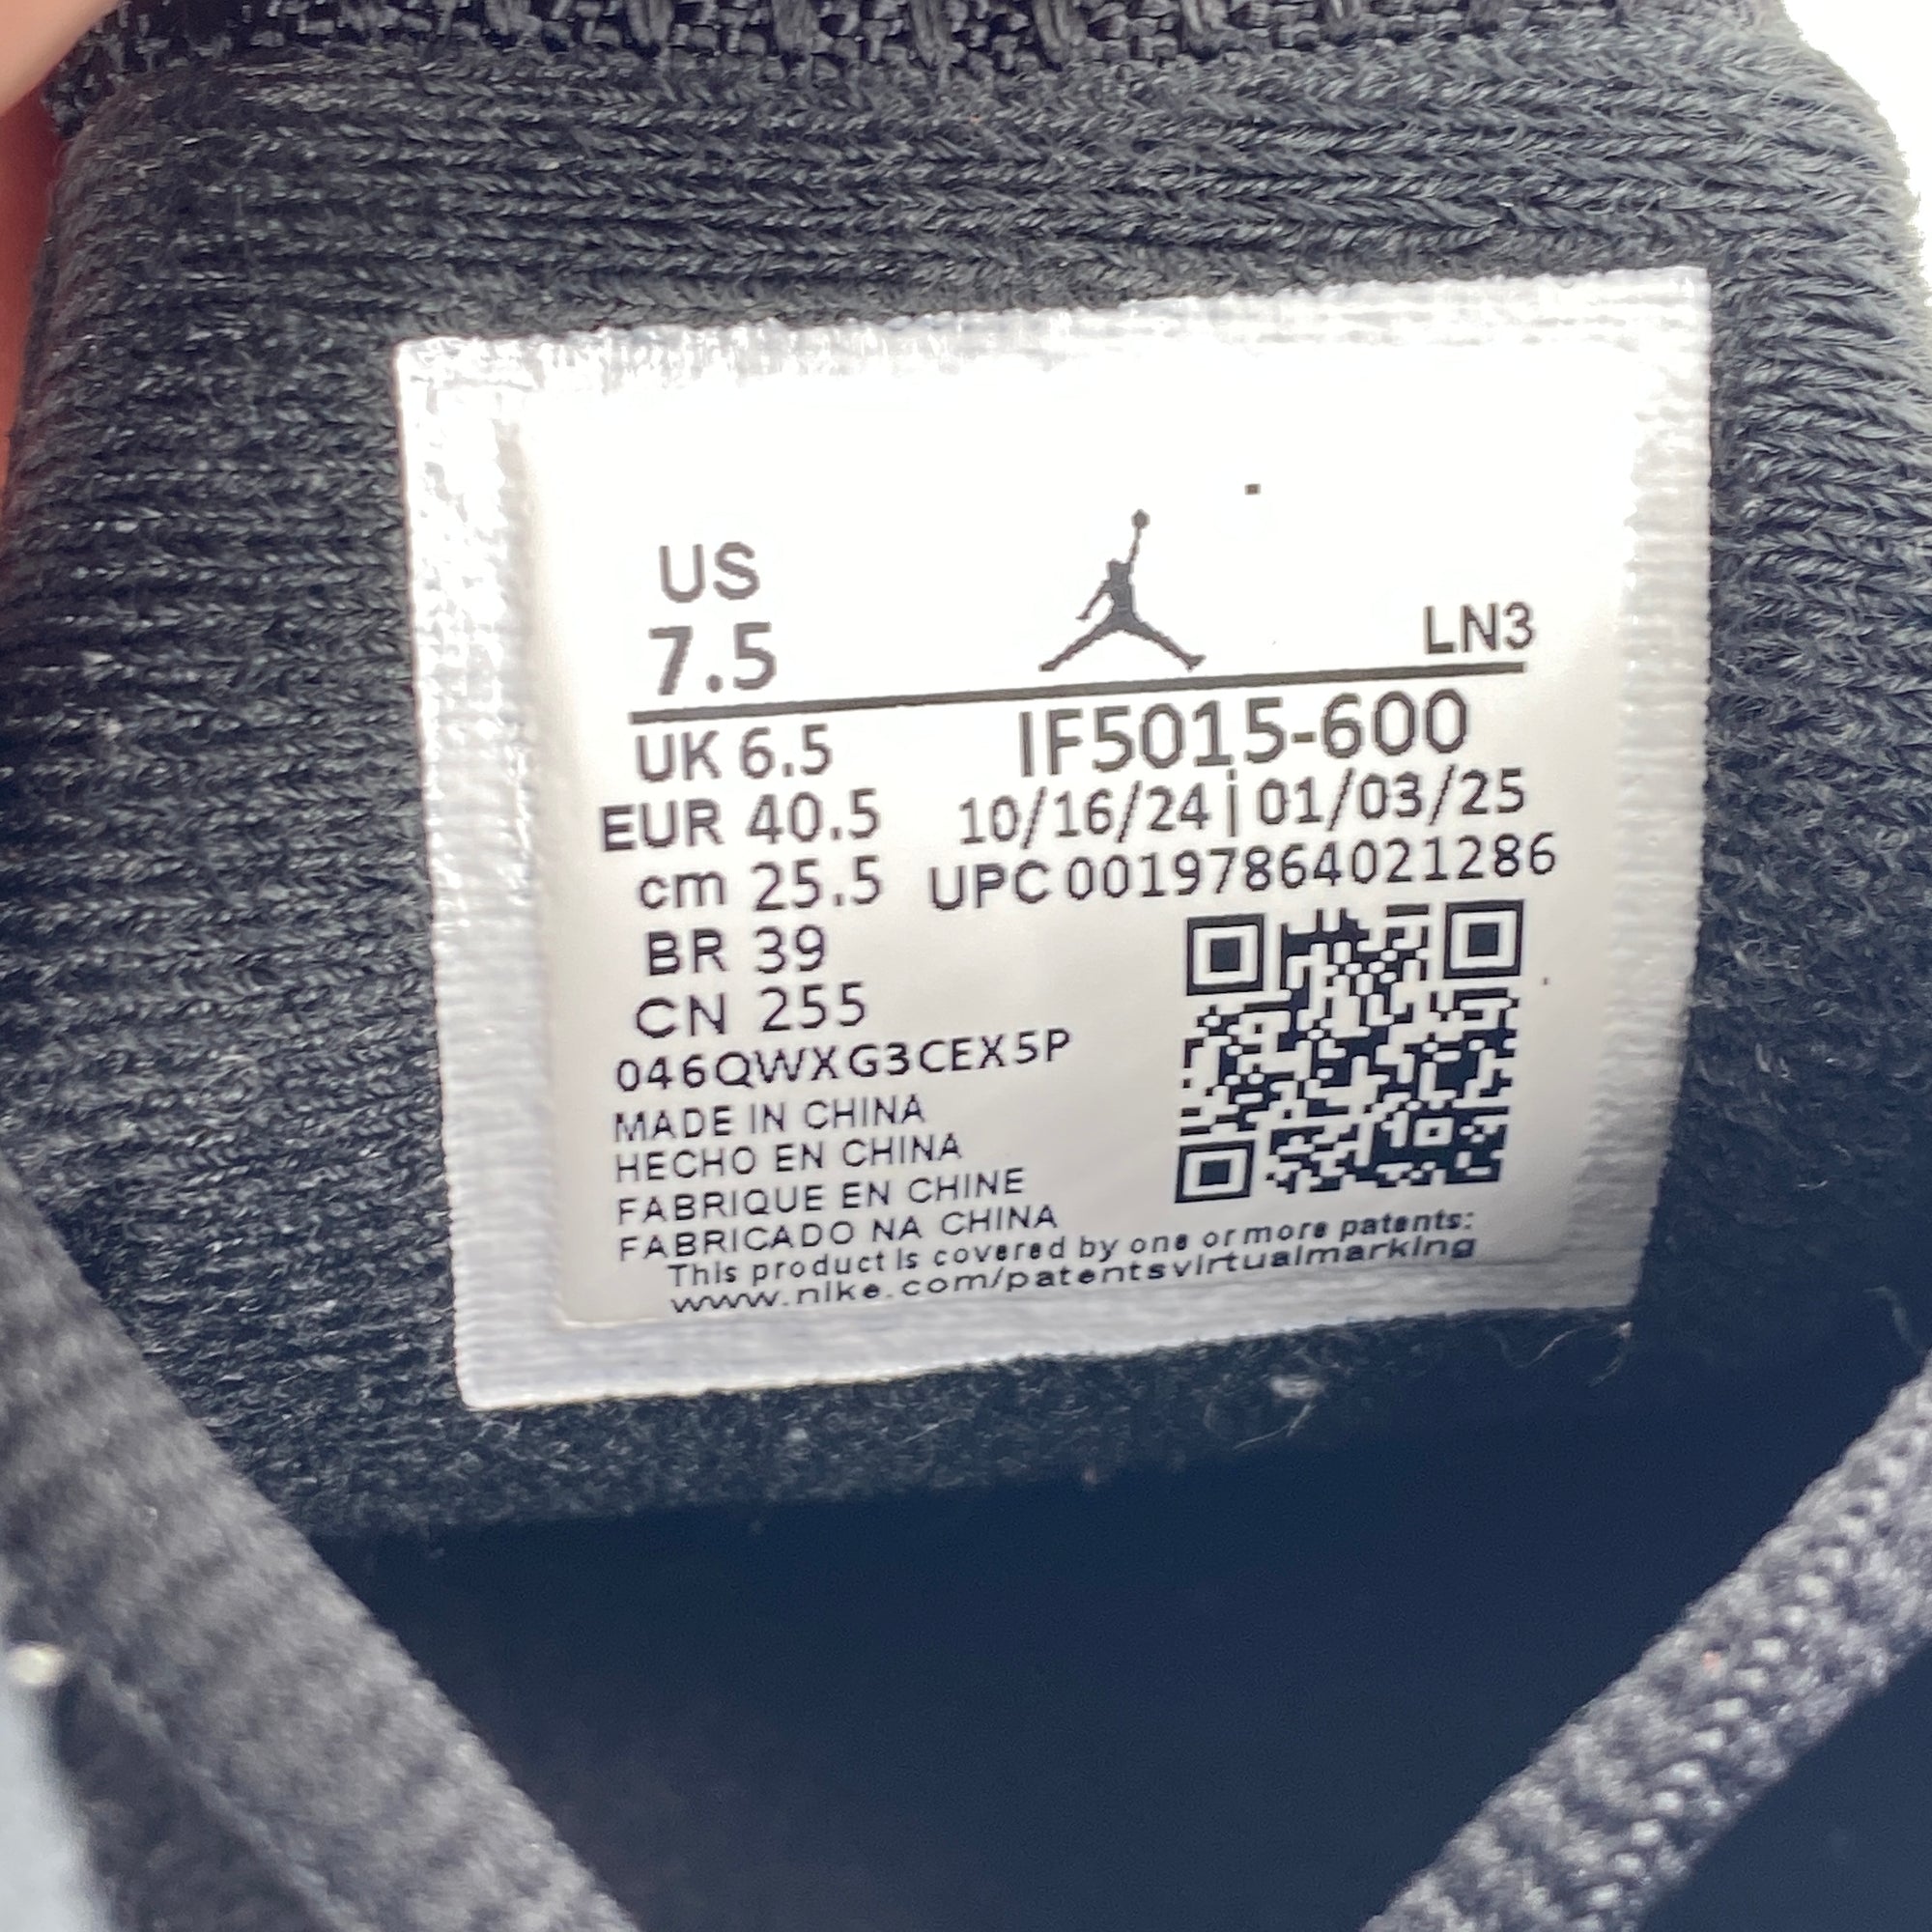 US
7.5
LN3
UK 6.5
IF5015-600
EUR 40.5
10/16/24 | 01/03/25
cm 25.5
UPC 001978640​21286
BR 39
CN 255
046QWXG3CEX5P
MADE IN CHINA
HECHO EN CHINA
FABRIQUE EN CHINE
FABRICADO NA CHINA
This product is covered by one or more patents:
www.nike.com/patentsvirtualmarking